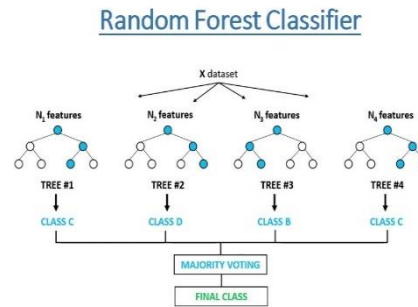 Random Forest Classifier
X dataset
N₁ features N₂ features N₃ features N₄ features
TREE #1 TREE #2 TREE #3 TREE #4
CLASS C CLASS D CLASS B CLASS C
MAJORITY VOTING
FINAL CLASS